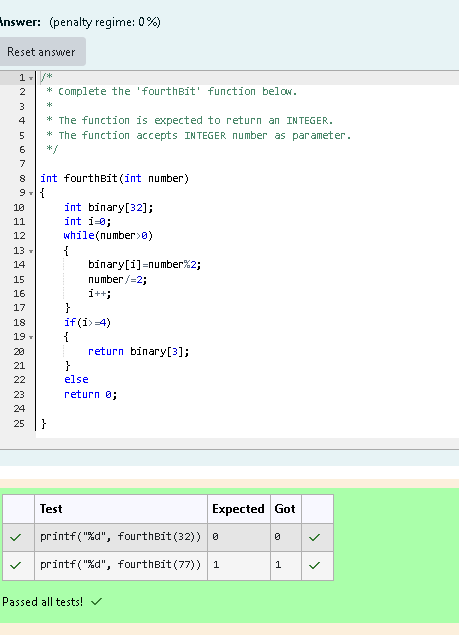 Answer: (penalty regime: 0 %)
Reset answer
1 /*
2  * Complete the 'fourthBit' function below.
3  *
4  * The function is expected to return an INTEGER.
5  * The function accepts INTEGER number as parameter.
6  */
7
8 int fourthBit(int number)
9 {
10     int binary[32];
11     int i=0;
12     while(number>0)
13     {
14         binary[i]=number%2;
15         number/=2;
16         i++;
17     }
18     if(i>=4)
19     {
20         return binary[3];
21     }
22     else
23     return 0;
24
25 }
Test Expected Got
printf("%d", fourthBit(32)) 0 0
printf("%d", fourthBit(77)) 1 1
Passed all tests!